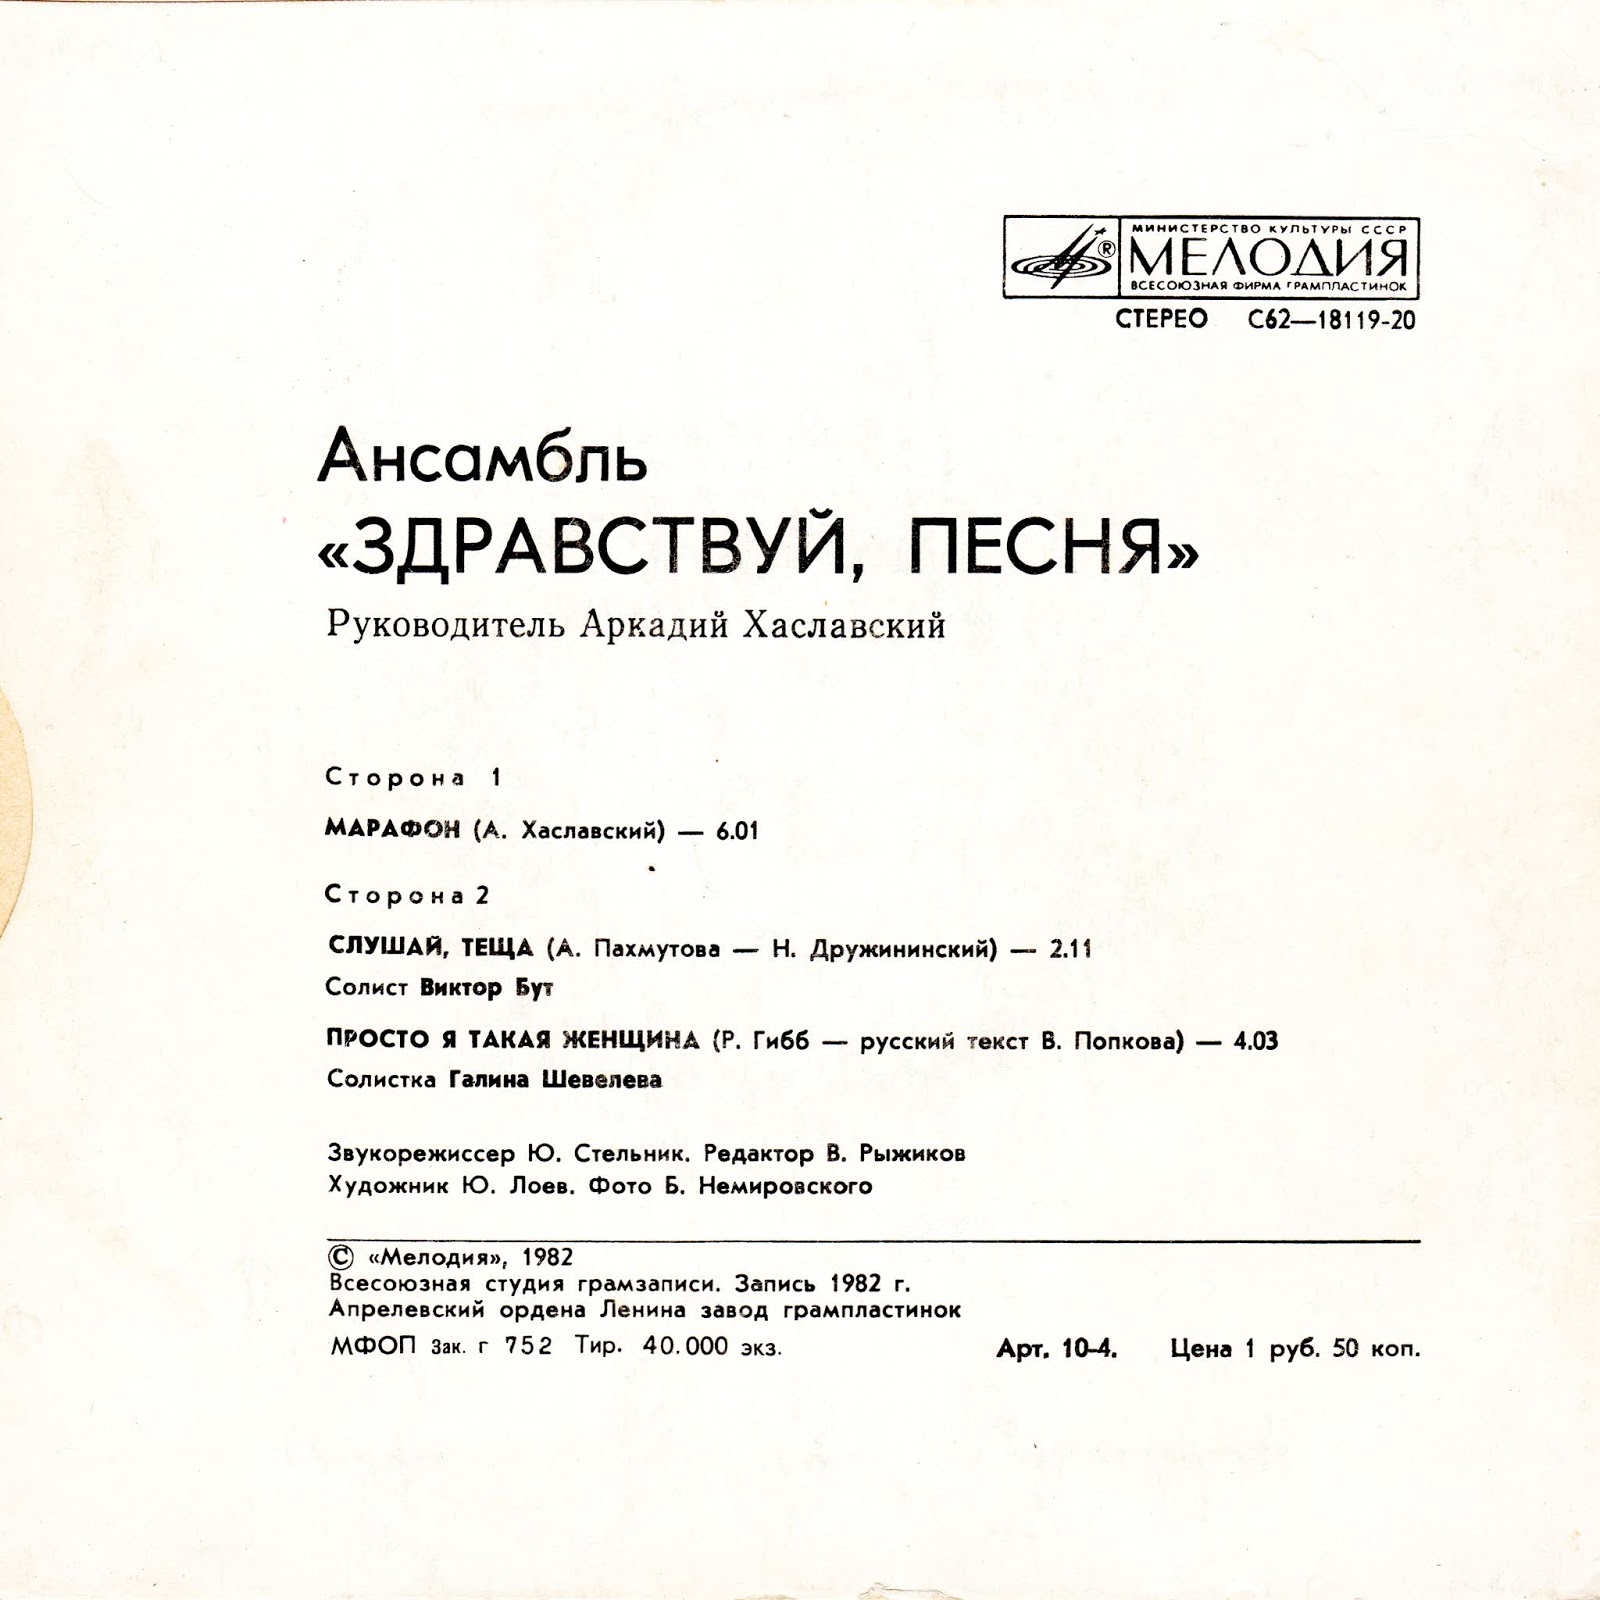 МИНИСТЕРСТВО КУЛЬТУРЫ СССР
® МЕЛОДИЯ
ВСЕСОЮЗНАЯ ФИРМА ГРАМПЛАСТИНОК
СТЕРЕО С62—18119-20
Ансамбль
«ЗДРАВСТВУЙ, ПЕСНЯ»
Руководитель Аркадий Хаславский
Сторона 1
МАРАФОН (А. Хаславский) — 6.01
Сторона 2
СЛУШАЙ, ТЕЩА (А. Пахмутова — Н. Дружининский) — 2.11
Солист Виктор Бут
ПРОСТО Я ТАКАЯ ЖЕНЩИНА (Р. Гибб — русский текст В. Попкова) — 4.03
Солистка Галина Шевелева
Звукорежиссер Ю. Стельник. Редактор В. Рыжиков
Художник Ю. Лоев. Фото Б. Немировского
© «Мелодия», 1982
Всесоюзная студия грамзаписи. Запись 1982 г.
Апрелевский ордена Ленина завод грампластинок
МФОП Зак. г 752 Тир. 40.000 экз. Арт. 10-4. Цена 1 руб. 50 коп.